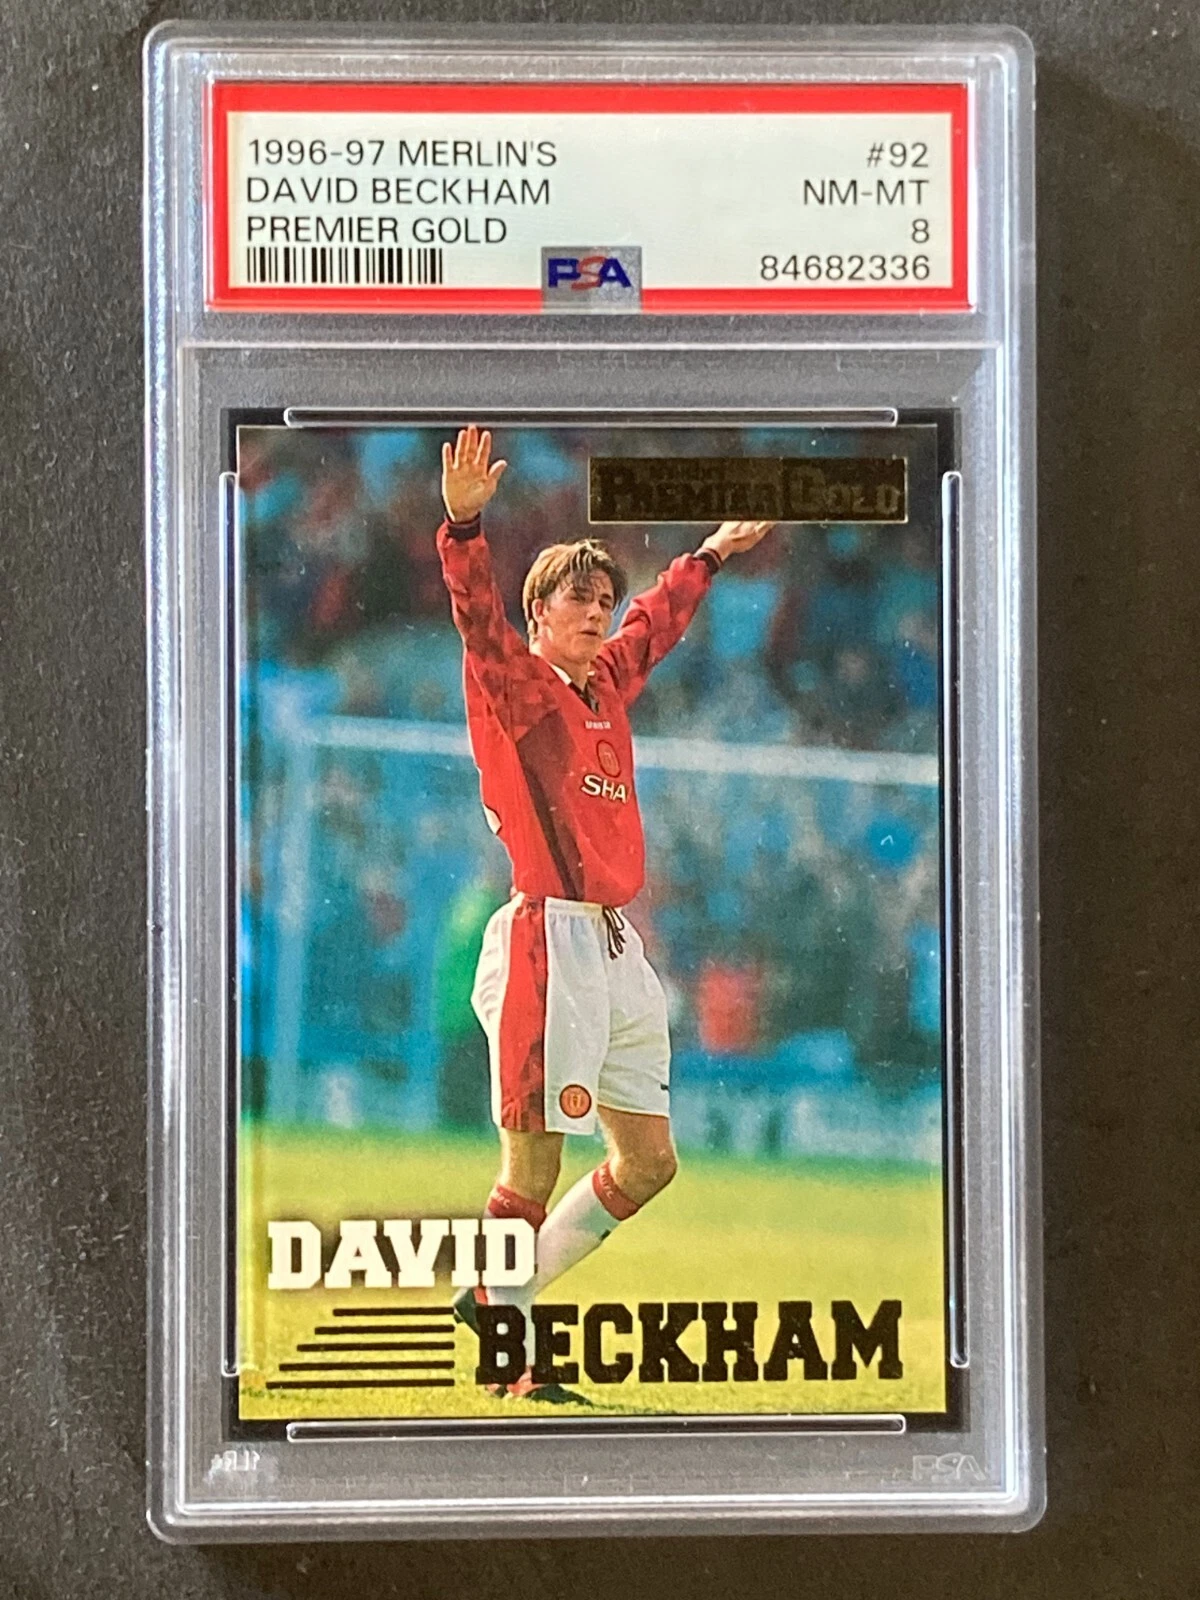 1996-97 MERLIN'S #92
DAVID BECKHAM NM-MT
PREMIER GOLD 8
PSA 84682336
PREMIER GOLD
UMBRO
SHA
DAVID
BECKHAM
PSA